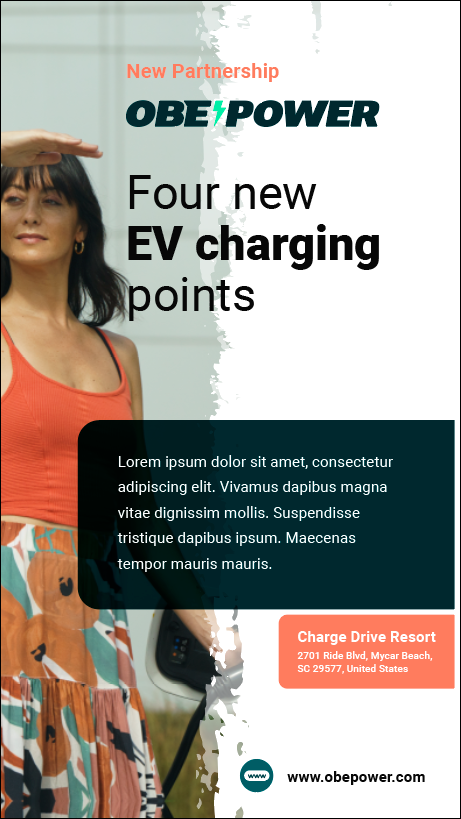 New Partnership
OBE POWER
Four new
EV charging
points
Lorem ipsum dolor sit amet, consectetur
adipiscing elit. Vivamus dapibus magna
vitae dignissim mollis. Suspendisse
tristique dapibus ipsum. Maecenas
tempor mauris mauris.
Charge Drive Resort
2701 Ride Blvd, Mycar Beach,
SC 29577, United States
www
www.obepower.com